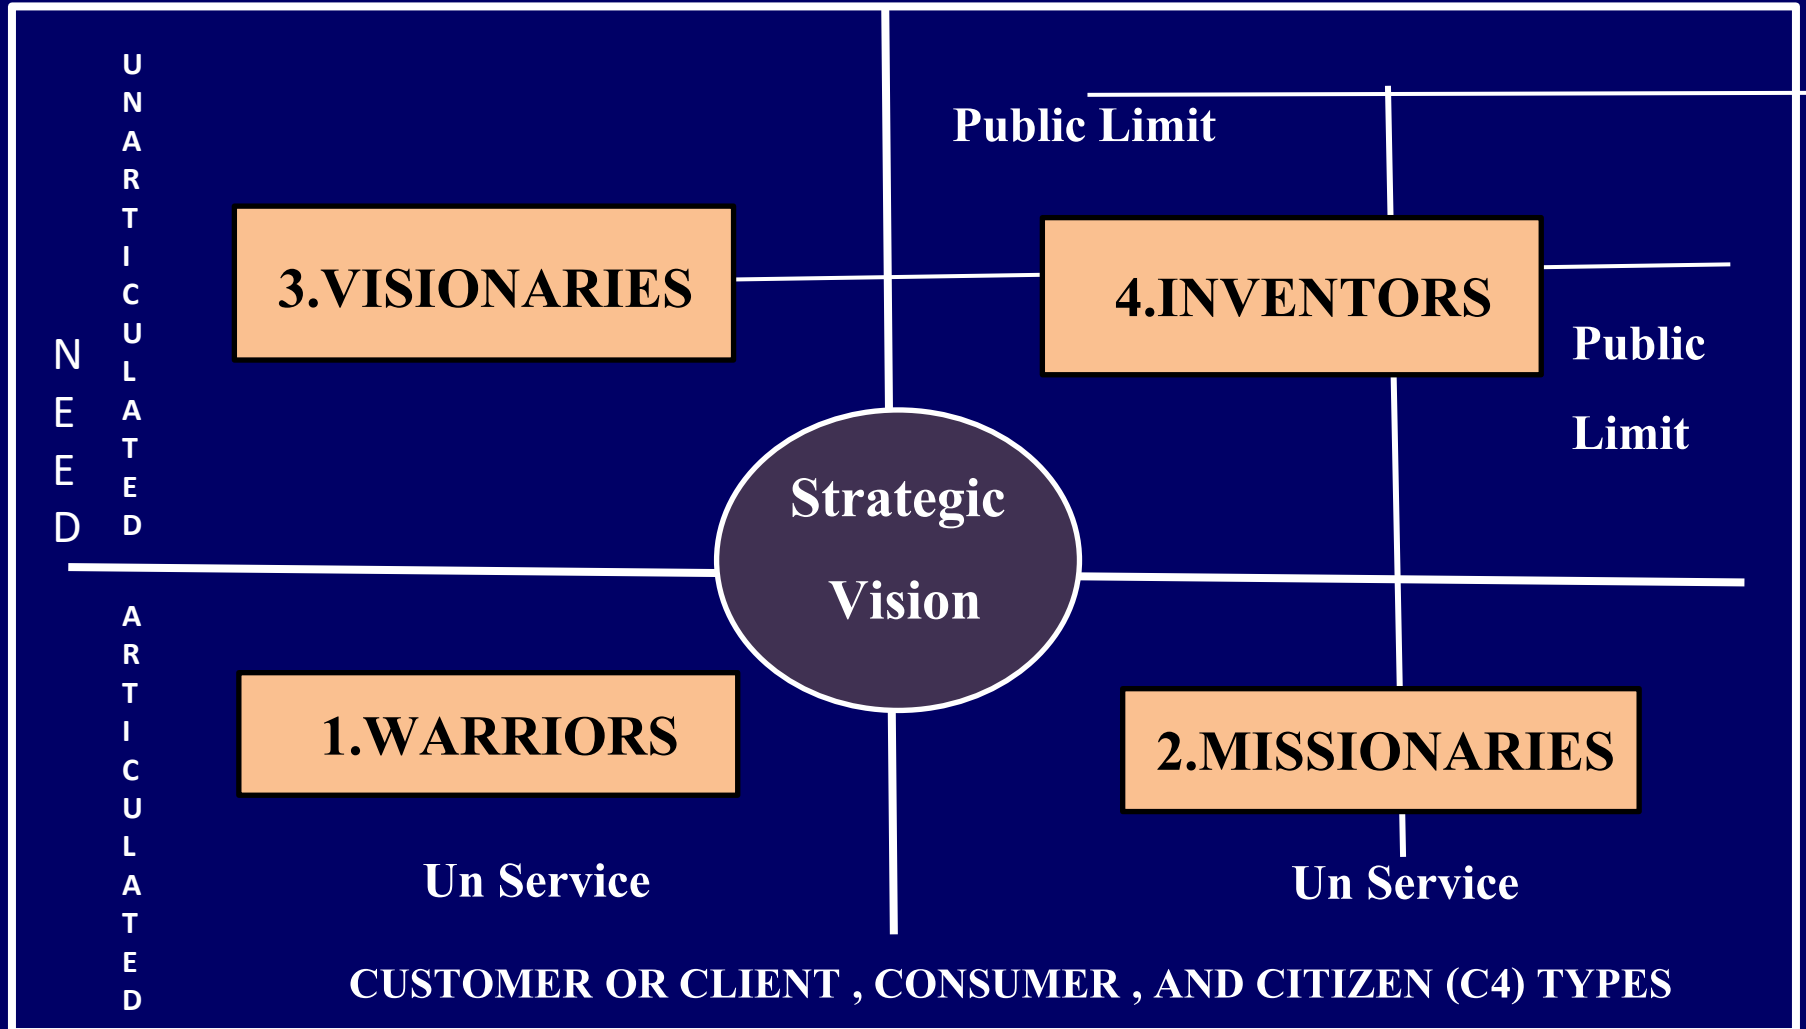 NEED
UNARTICULATED
ARTICULATED
Public Limit
3.VISIONARIES
4.INVENTORS
Public
Limit
Strategic
Vision
1.WARRIORS
2.MISSIONARIES
Un Service
Un Service
CUSTOMER OR CLIENT , CONSUMER , AND CITIZEN (C4) TYPES